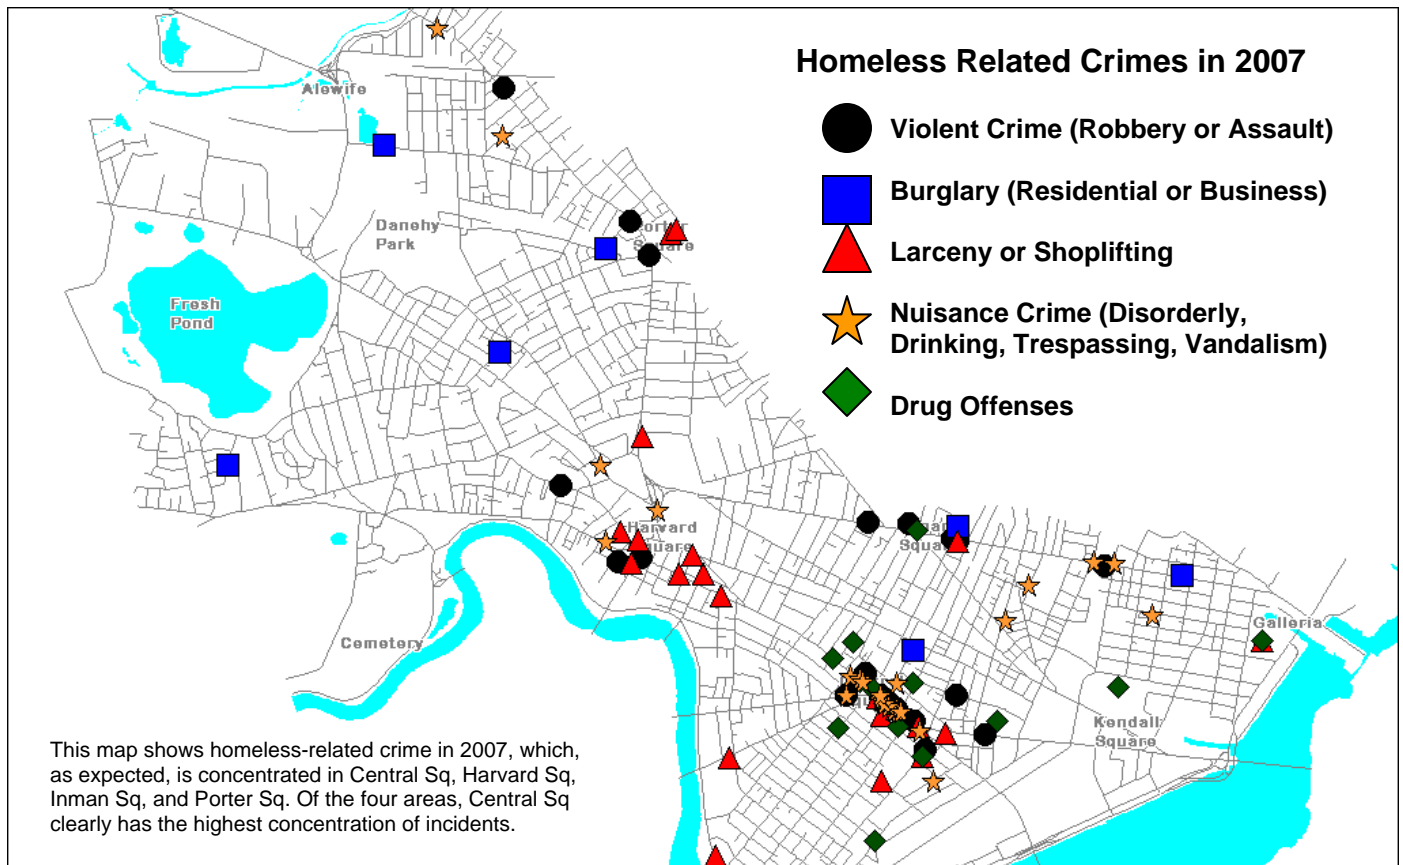 Homeless Related Crimes in 2007
Violent Crime (Robbery or Assault)
Burglary (Residential or Business)
Larceny or Shoplifting
Nuisance Crime (Disorderly,
Drinking, Trespassing, Vandalism)
Drug Offenses
Alewife
Danehy
Park
Square
Fresh
Pond
Harvard
Square
Cemetery
Galleria
Kendall
Square
This map shows homeless-related crime in 2007, which,
as expected, is concentrated in Central Sq, Harvard Sq,
Inman Sq, and Porter Sq. Of the four areas, Central Sq
clearly has the highest concentration of incidents.